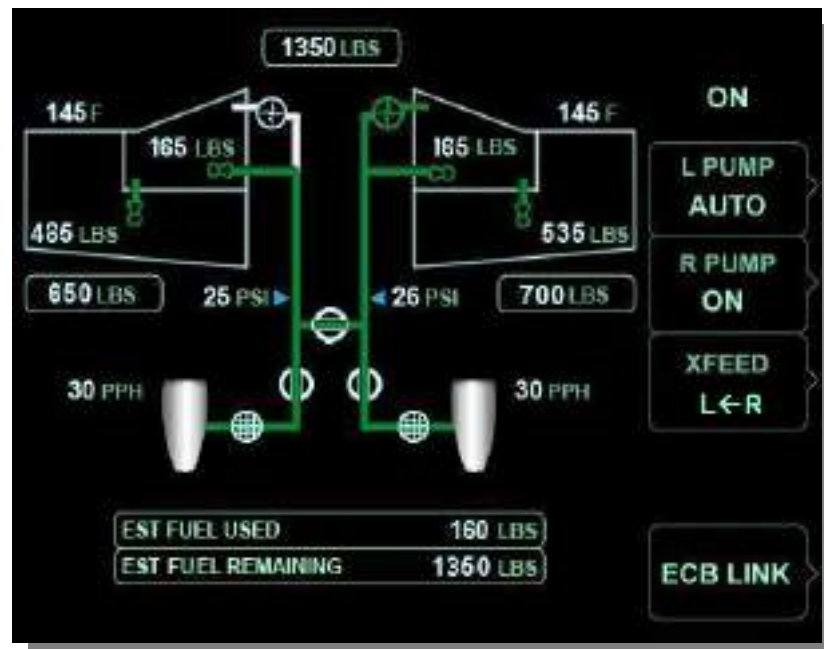 1350 LBS
ON
145 F
145 F
165 LBS
165 LBS
L PUMP
AUTO
485 LBS
535 LBS
R PUMP
ON
650 LBS
25 PSI
26 PSI
700 LBS
XFEED
L←R
30 PPH
30 PPH
EST FUEL USED 160 LBS
EST FUEL REMAINING 1350 LBS
ECB LINK